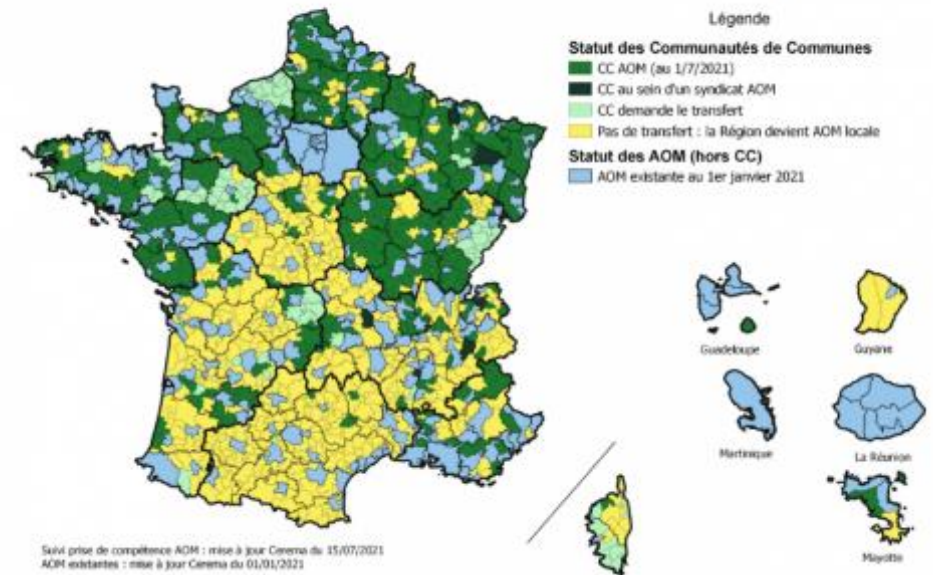 Légende
Statut des Communautés de Communes
CC AOM (au 1/7/2021)
CC au sein d'un syndicat AOM
CC demande le transfert
Pas de transfert : la Région devient AOM locale
Statut des AOM (hors CC)
AOM existante au 1er janvier 2021
Guadeloupe
Guyane
Martinique
La Réunion
Mayotte
Suivi prise de compétence AOM : mise à jour Cerema du 15/07/2021
AOM existantes : mise à jour Cerema du 01/01/2021